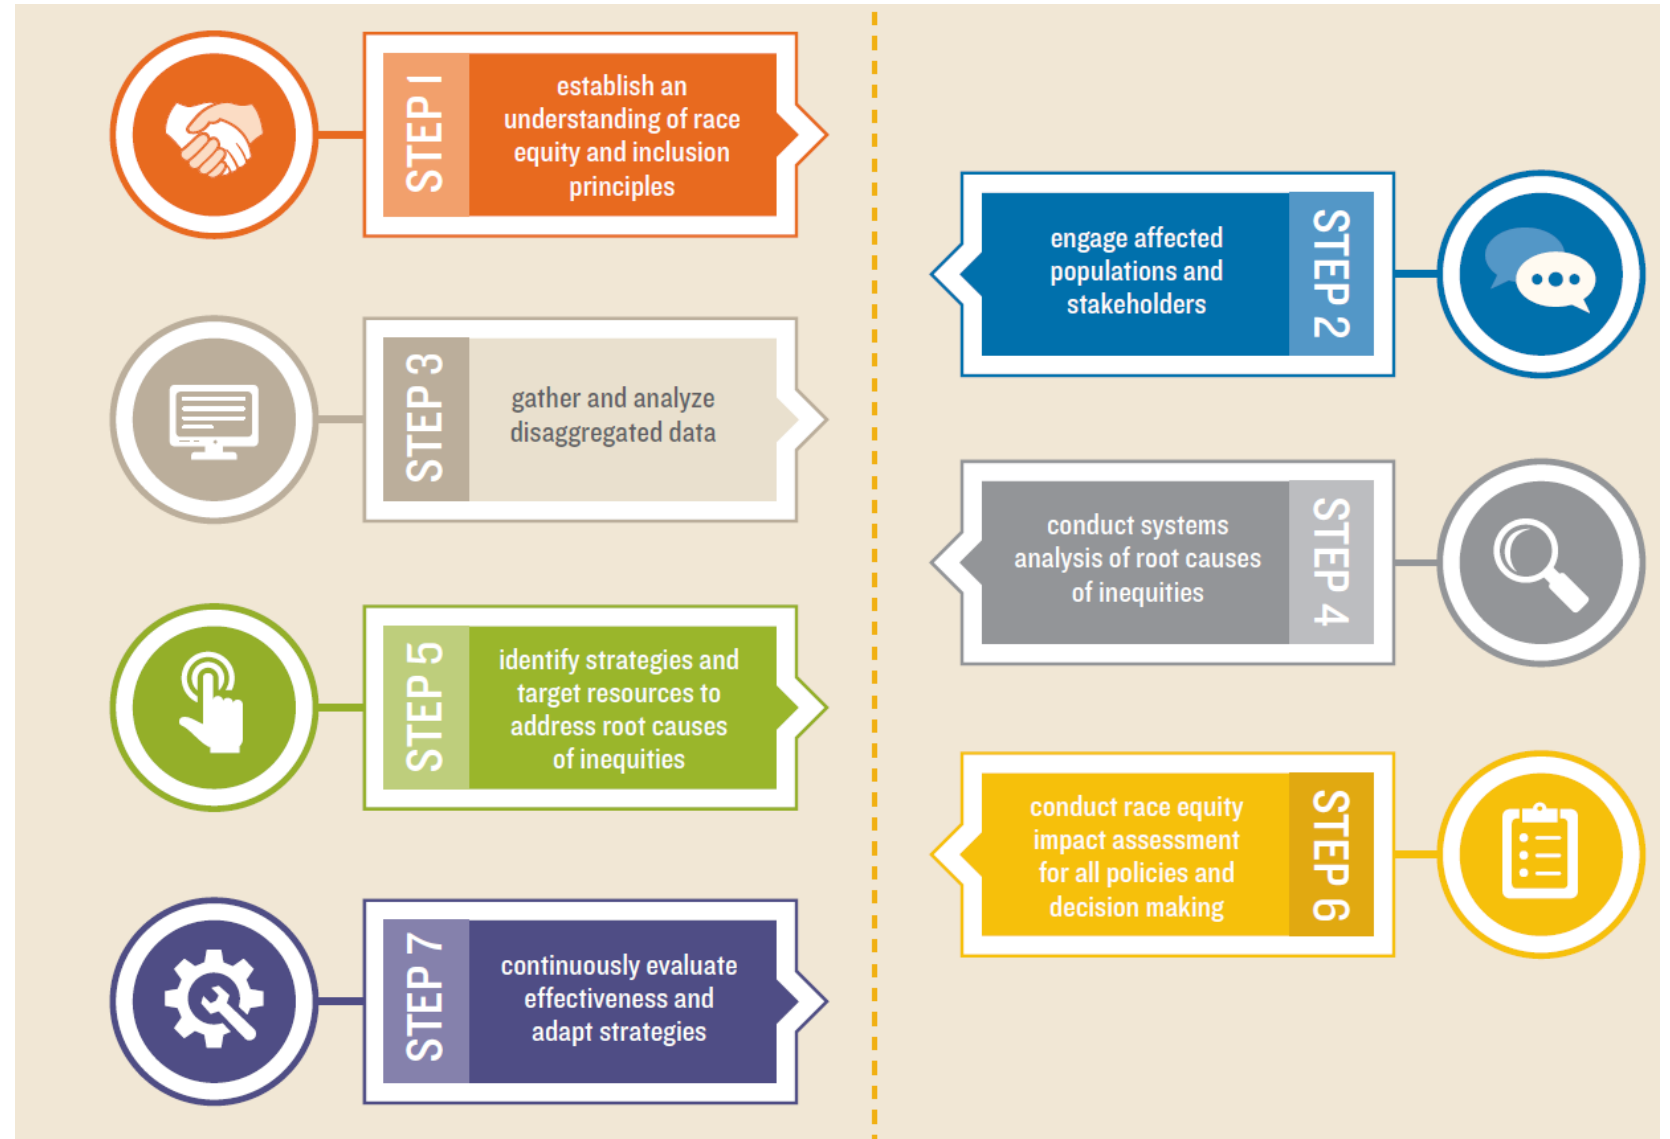 STEP 1
establish an
understanding of race
equity and inclusion
principles
STEP 2
engage affected
populations and
stakeholders
STEP 3
gather and analyze
disaggregated data
STEP 4
conduct systems
analysis of root causes
of inequities
STEP 5
identify strategies and
target resources to
address root causes
of inequities
STEP 6
conduct race equity
impact assessment
for all policies and
decision making
STEP 7
continuously evaluate
effectiveness and
adapt strategies